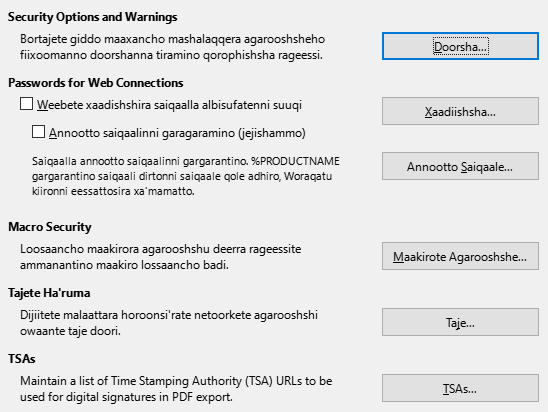 Security Options and Warnings
Bortajete giddo maaxancho mashalaqqera agarooshsheho
fiixoomanno doorshanna tiramino qorophishsha rageessi.
Doorsha...
Passwords for Web Connections
Weebete xaadishshira saiqaalla albisufatenni suuqi
Xaadiishsha...
Annootto saiqaalinni garagaramino (jejishammo)
Saiqaalla annootto saiqaalinni gargarantino. %PRODUCTNAME
gargarantino saiqaali dirtonni saiqaale qole adhiro, Woraqatu
kiironni eessattosira xa'mamatto.
Annootto Saiqaale...
Macro Security
Loosaancho maakirora agarooshshu deerra rageessite
ammanantino maakiro lossaancho badi.
Maakirote Agarooshshe...
Tajete Ha'ruma
Dijiitete malaattara horoonsi'rate netoorkete agarooshshi
owaante taje doori.
Taje...
TSAs
Maintain a list of Time Stamping Authority (TSA) URLs to be
used for digital signatures in PDF export.
TSAs...